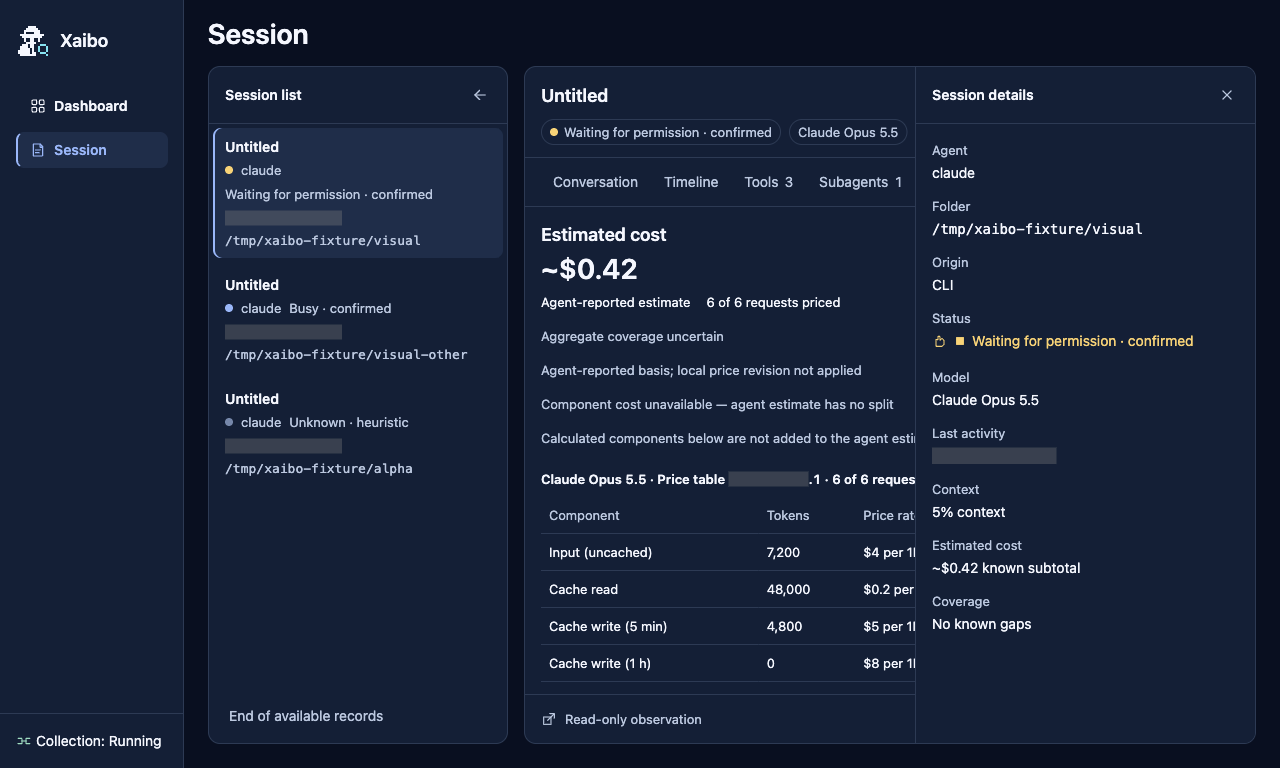 Xaibo
Dashboard
Session
Collection: Running
Session
Session list
Untitled
claude
Waiting for permission · confirmed
/tmp/xaibo-fixture/visual
Untitled
claude Busy · confirmed
/tmp/xaibo-fixture/visual-other
Untitled
claude Unknown · heuristic
/tmp/xaibo-fixture/alpha
End of available records
Untitled
Waiting for permission · confirmed
Claude Opus 5.5
Conversation Timeline Tools 3 Subagents 1
Estimated cost
~$0.42
Agent-reported estimate 6 of 6 requests priced
Aggregate coverage uncertain
Agent-reported basis; local price revision not applied
Component cost unavailable — agent estimate has no split
Calculated components below are not added to the agent
Claude Opus 5.5 · Price table .1 · 6 of 6
Component Tokens Price
Input (uncached) 7,200 $4 per
Cache read 48,000 $0.2 per
Cache write (5 min) 4,800 $5 per
Cache write (1 h) 0 $8 per
Read-only observation
Session details
Agent
claude
Folder
/tmp/xaibo-fixture/visual
Origin
CLI
Status
Waiting for permission · confirmed
Model
Claude Opus 5.5
Last activity
Context
5% context
Estimated cost
~$0.42 known subtotal
Coverage
No known gaps